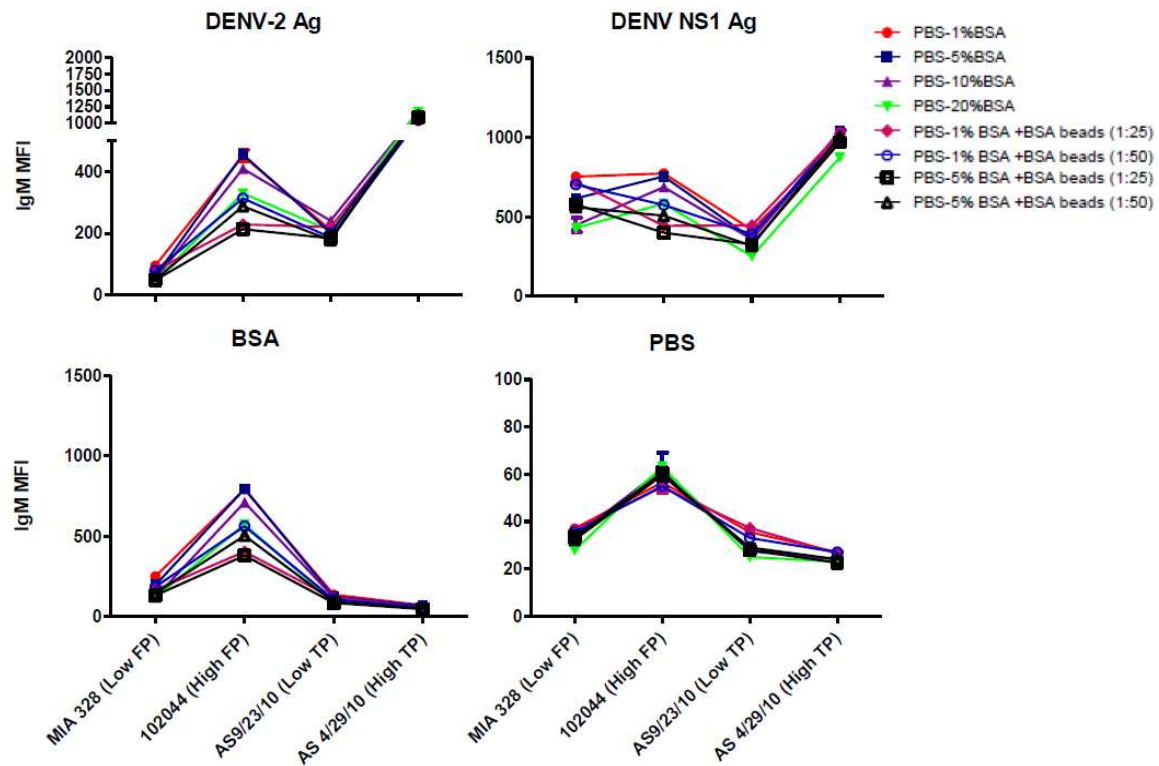 DENV-2 Ag
DENV NS1 Ag
PBS-1%BSA
PBS-5%BSA
PBS-10%BSA
PBS-20%BSA
PBS-1% BSA +BSA beads (1:25)
PBS-1% BSA +BSA beads (1:50)
PBS-5% BSA +BSA beads (1:25)
PBS-5% BSA +BSA beads (1:50)
IgM MFI
2000
1750
1500
1250
1000
400
200
0
1500
1000
500
0
BSA
PBS
IgM MFI
1500
1000
500
0
100
80
60
40
20
0
MIA 328 (Low FP)
102044 (High FP)
AS9/23/10 (Low TP)
AS 4/29/10 (High TP)
MIA 328 (Low FP)
102044 (High FP)
AS9/23/10 (Low TP)
AS 4/29/10 (High TP)